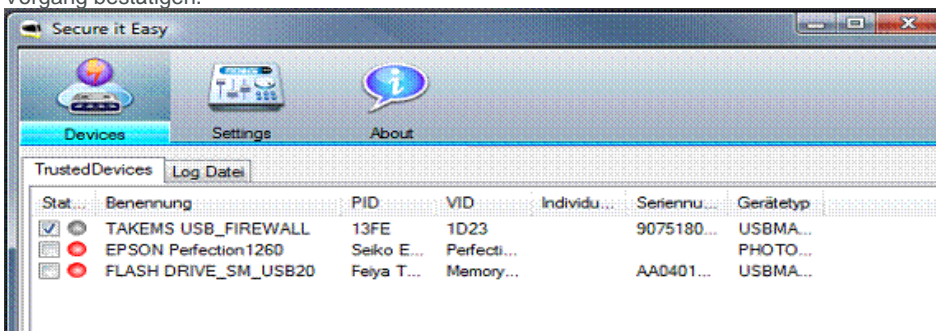 Vorgang bestätigen.
Secure it Easy
Devices Settings About
TrustedDevices Log Datei
Stat... Benennung PID VID Individu... Seriennu... Gerätetyp
TAKEMS USB_FIREWALL 13FE 1D23 9075180... USBMA...
EPSON Perfection1260 Seiko E... Perfecti... PHOTO...
FLASH DRIVE_SM_USB20 Feiya T... Memory... AA0401... USBMA...